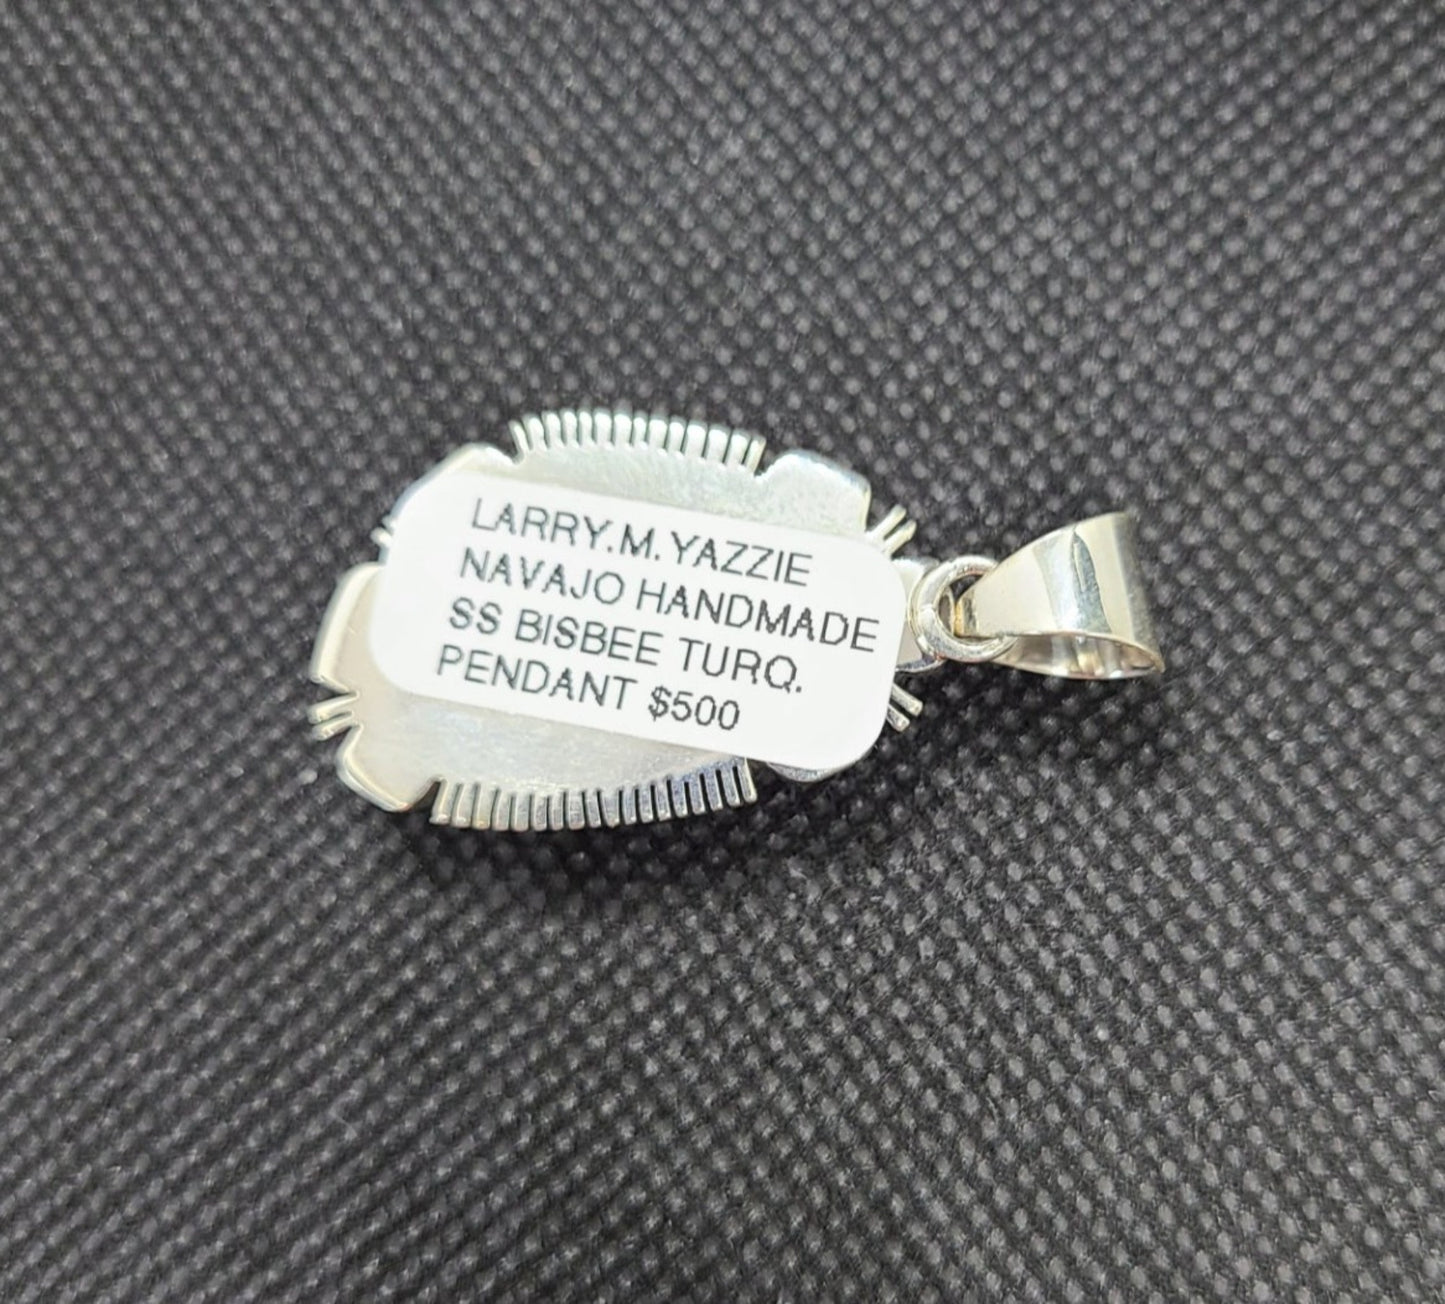 LARRY.M. YAZZIE
NAVAJO HANDMADE
SS BISBEE TURQ.
PENDANT $500